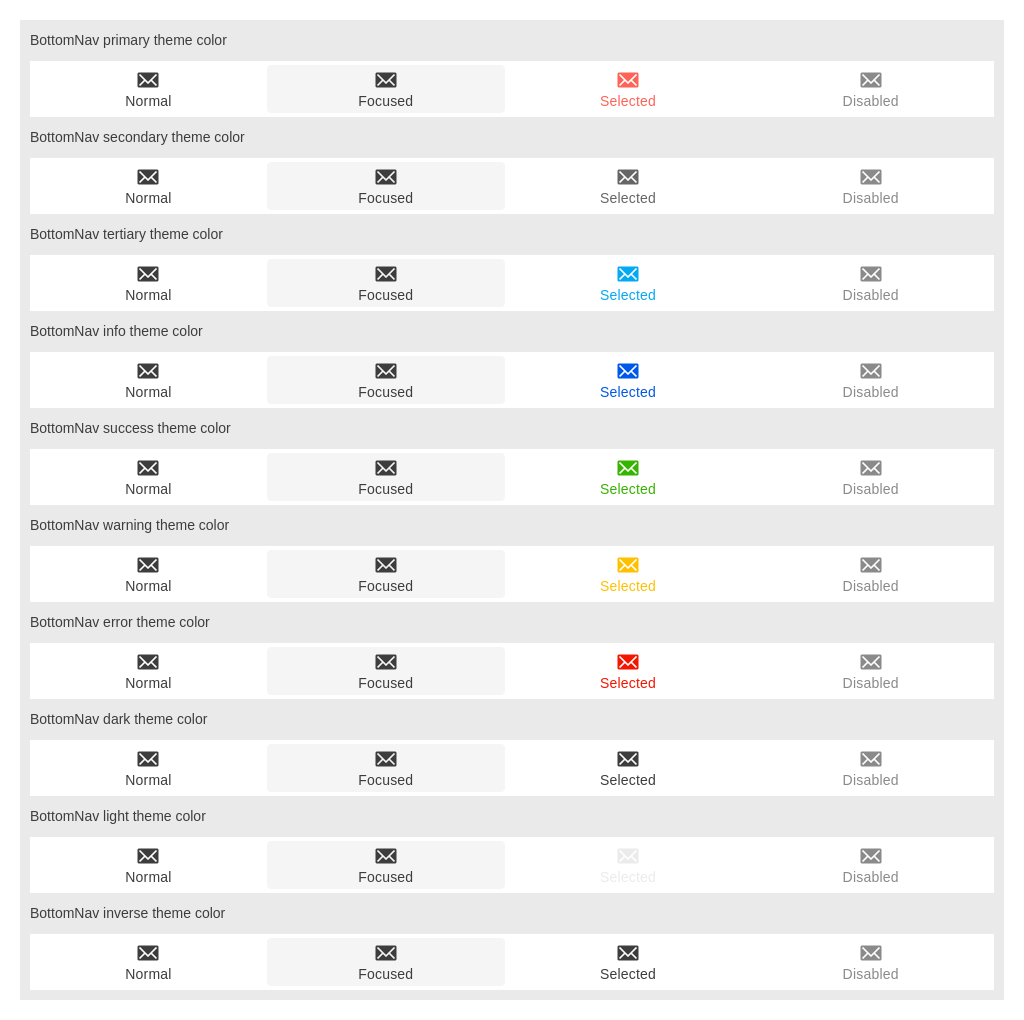 BottomNav primary theme color
Normal Focused Selected Disabled
BottomNav secondary theme color
Normal Focused Selected Disabled
BottomNav tertiary theme color
Normal Focused Selected Disabled
BottomNav info theme color
Normal Focused Selected Disabled
BottomNav success theme color
Normal Focused Selected Disabled
BottomNav warning theme color
Normal Focused Selected Disabled
BottomNav error theme color
Normal Focused Selected Disabled
BottomNav dark theme color
Normal Focused Selected Disabled
BottomNav light theme color
Normal Focused Selected Disabled
BottomNav inverse theme color
Normal Focused Selected Disabled